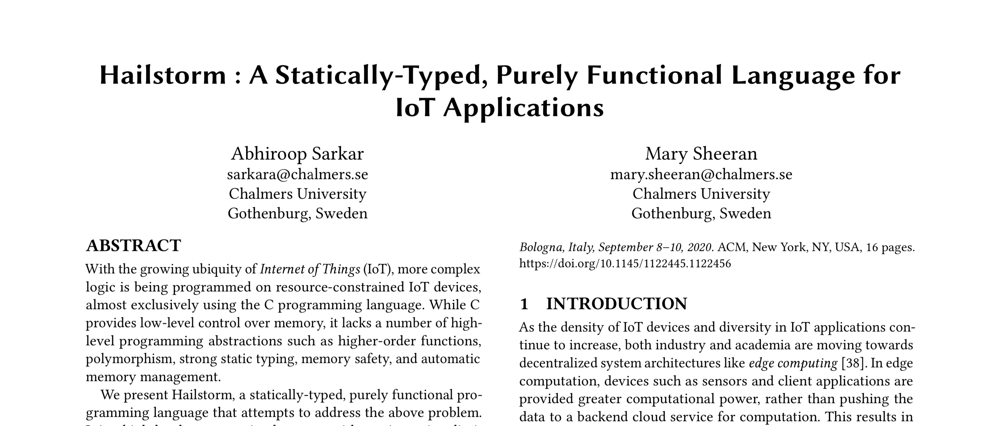 Hailstorm : A Statically-Typed, Purely Functional Language for
IoT Applications
Abhiroop Sarkar
sarkara@chalmers.se
Chalmers University
Gothenburg, Sweden
Mary Sheeran
mary.sheeran@chalmers.se
Chalmers University
Gothenburg, Sweden
ABSTRACT
With the growing ubiquity of Internet of Things (IoT), more complex
logic is being programmed on resource-constrained IoT devices,
almost exclusively using the C programming language. While C
provides low-level control over memory, it lacks a number of high-
level programming abstractions such as higher-order functions,
polymorphism, strong static typing, memory safety, and automatic
memory management.
We present Hailstorm, a statically-typed, purely functional pro-
gramming language that attempts to address the above problem.
Bologna, Italy, September 8–10, 2020. ACM, New York, NY, USA, 16 pages.
https://doi.org/10.1145/1122445.1122456
1 INTRODUCTION
As the density of IoT devices and diversity in IoT applications con-
tinue to increase, both industry and academia are moving towards
decentralized system architectures like edge computing [38]. In edge
computation, devices such as sensors and client applications are
provided greater computational power, rather than pushing the
data to a backend cloud service for computation. This results in